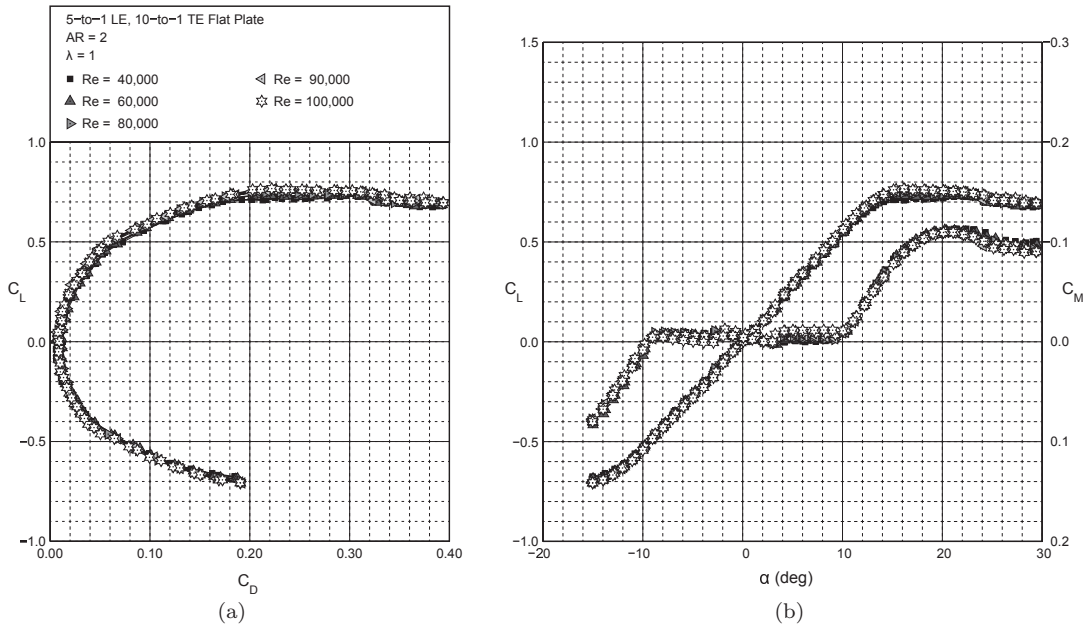 5−to−1 LE, 10−to−1 TE Flat Plate
AR = 2
λ = 1
Re = 40,000
Re = 60,000
Re = 80,000
Re = 90,000
Re = 100,000
1.0
0.5
0.0
−0.5
−1.0
C_L
0.00
0.10
0.20
0.30
0.40
C_D
(a)
1.5
1.0
0.5
0.0
−0.5
−1.0
C_L
0.3
0.2
0.1
0.0
0.1
0.2
C_M
−20
−10
0
10
20
30
α (deg)
(b)